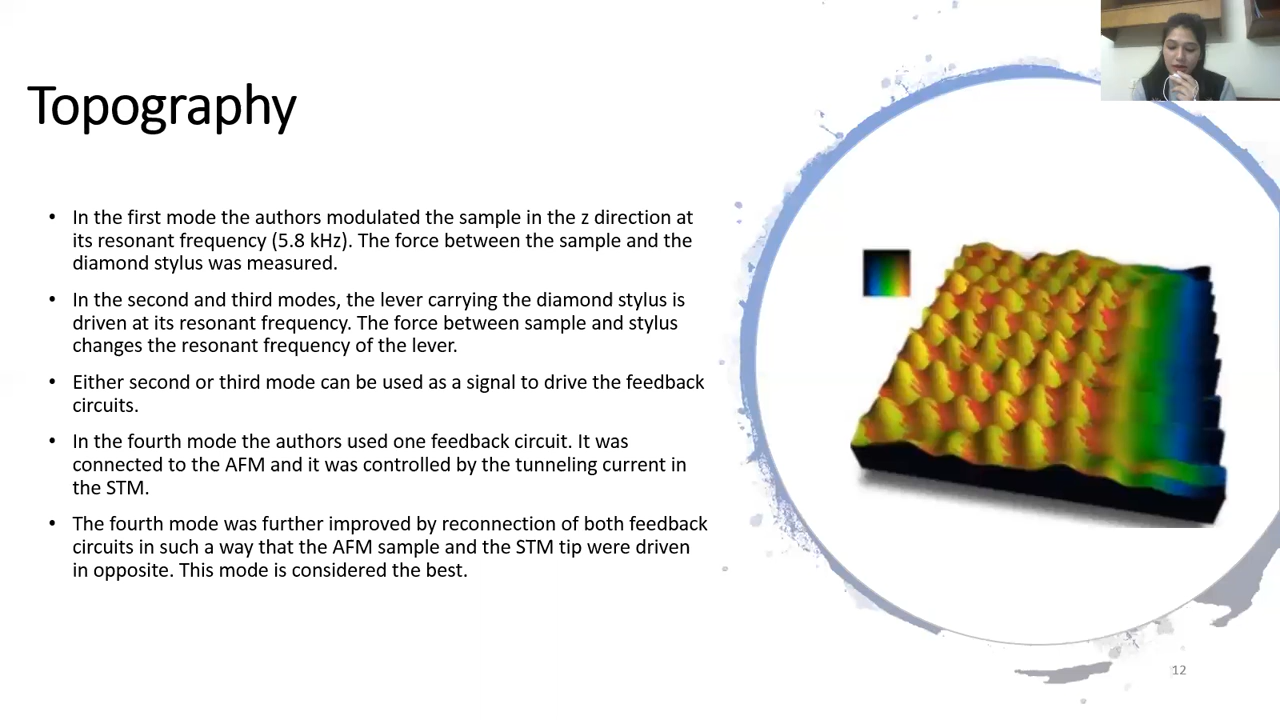 Topography
• In the first mode the authors modulated the sample in the z direction at
its resonant frequency (5.8 kHz). The force between the sample and the
diamond stylus was measured.
• In the second and third modes, the lever carrying the diamond stylus is
driven at its resonant frequency. The force between sample and stylus
changes the resonant frequency of the lever.
• Either second or third mode can be used as a signal to drive the feedback
circuits.
• In the fourth mode the authors used one feedback circuit. It was
connected to the AFM and it was controlled by the tunneling current in
the STM.
• The fourth mode was further improved by reconnection of both feedback
circuits in such a way that the AFM sample and the STM tip were driven
in opposite. This mode is considered the best.
12